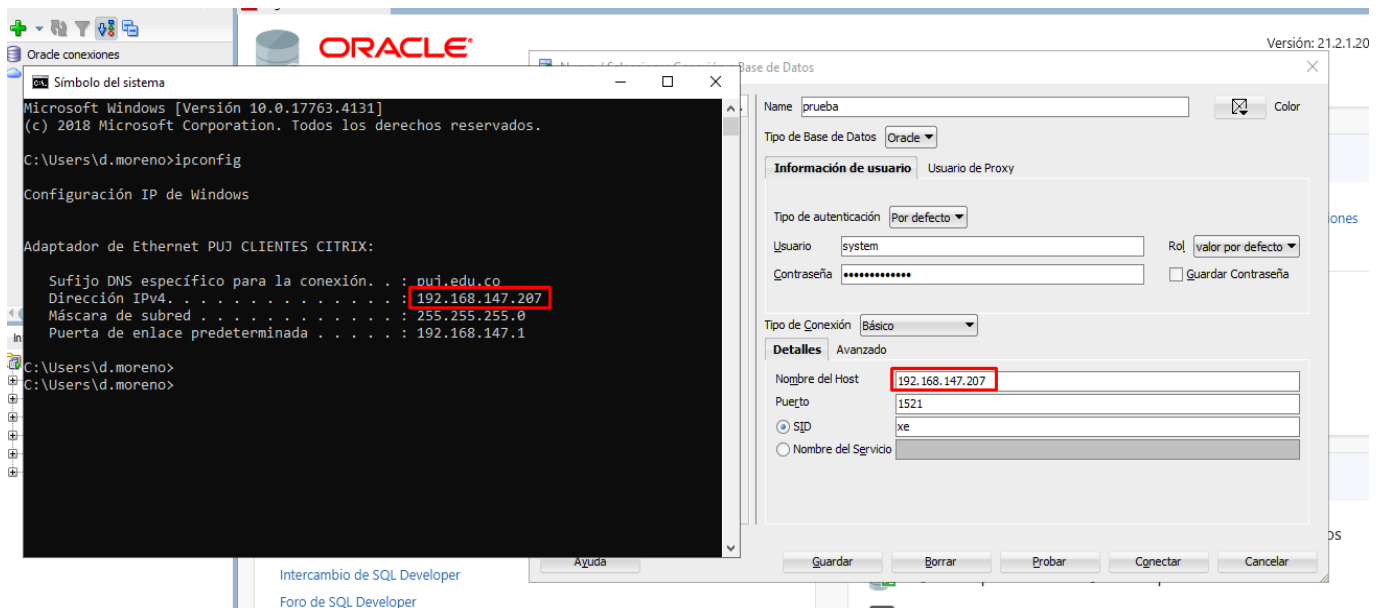 Oracle conexiones
ORACLE
Versión: 21.2.1.20
Base de Datos
Símbolo del sistema
Microsoft Windows [Versión 10.0.17763.4131]
(c) 2018 Microsoft Corporation. Todos los derechos reservados.
C:\Users\d.moreno>ipconfig
Configuración IP de Windows
Adaptador de Ethernet PUJ CLIENTES CITRIX:
Sufijo DNS específico para la conexión. . : puj.edu.co
Dirección IPv4. . . . . . . . . . . . . . : 192.168.147.207
Máscara de subred . . . . . . . . . . . . : 255.255.255.0
Puerta de enlace predeterminada . . . . . : 192.168.147.1
C:\Users\d.moreno>
C:\Users\d.moreno>
Name prueba
Color
Tipo de Base de Datos Oracle
Información de usuario Usuario de Proxy
Tipo de autenticación Por defecto
Usuario system
Rol valor por defecto
Contraseña •••••••••••••
Guardar Contraseña
Tipo de Conexión Básico
Detalles Avanzado
Nombre del Host 192.168.147.207
Puerto 1521
SID xe
Nombre del Servicio
Ayuda Guardar Borrar Probar Conectar Cancelar
iones
In
os
Intercambio de SQL Developer
Foro de SQL Developer